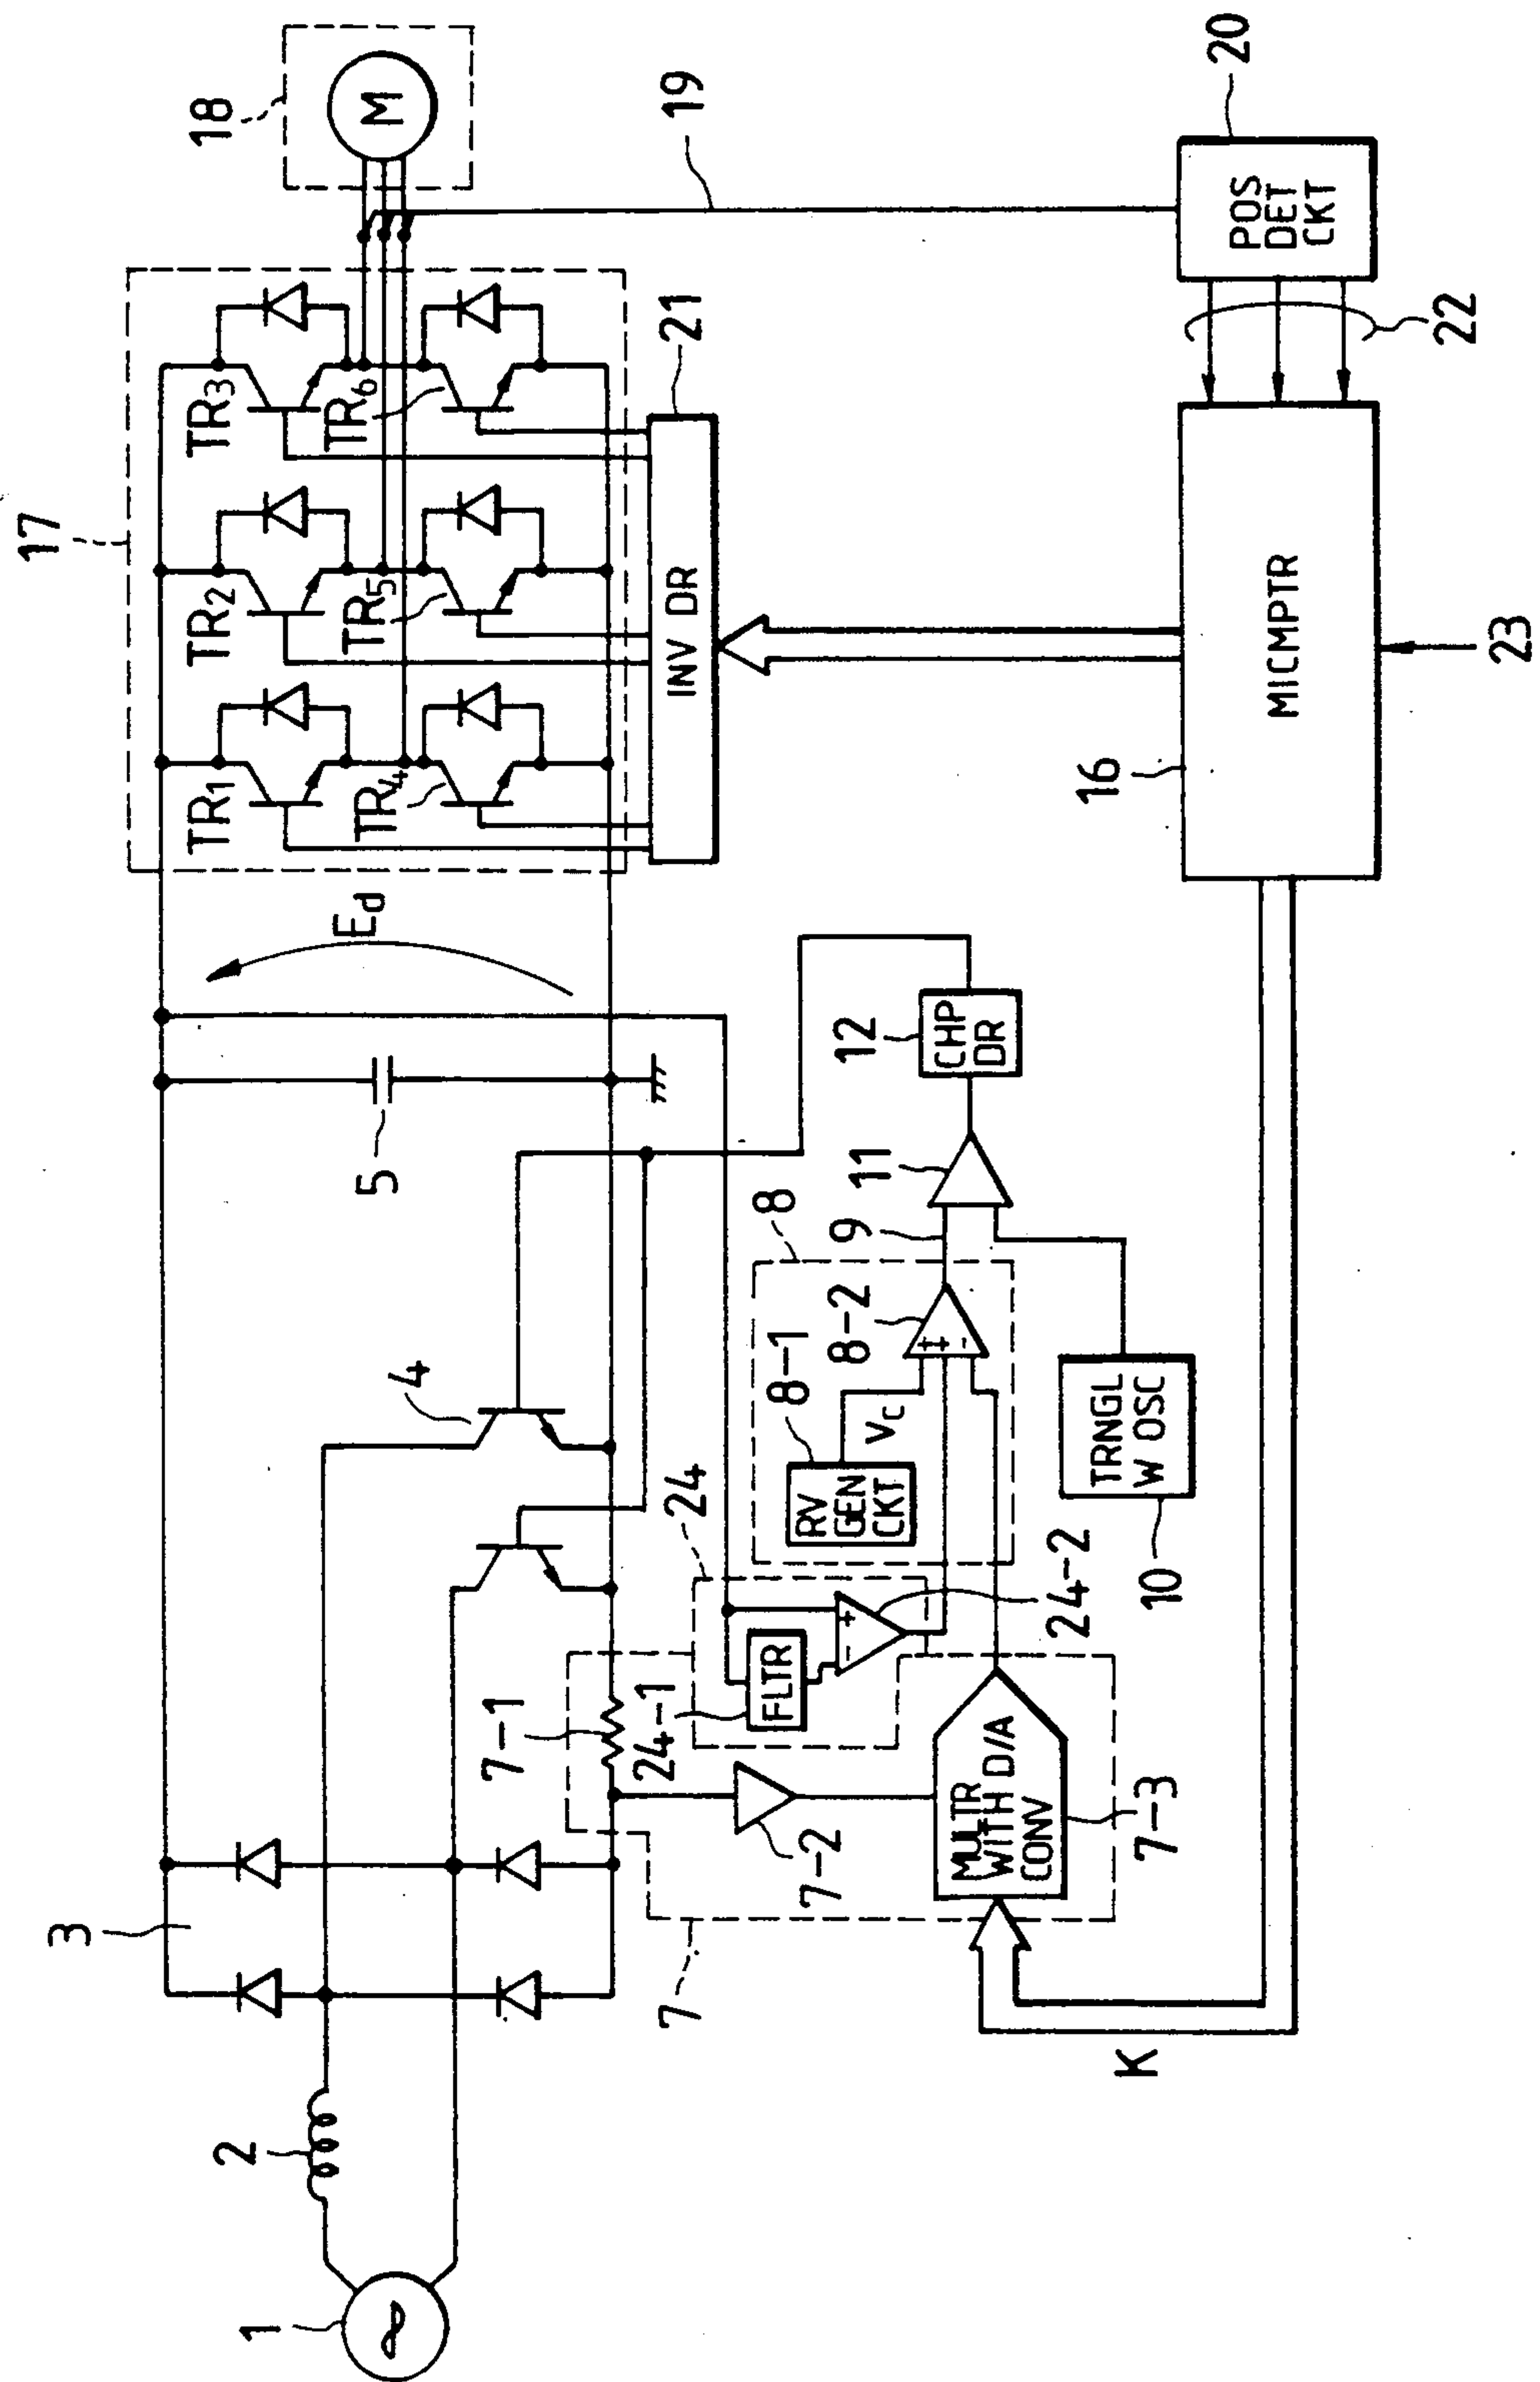 17
18
M
TR1
TR2
TR3
TR4
TR5
TR6
INV DR
21
19
Ed
3
4
5
2
1
7-1
24-1
FLTR
24
24-2
7-2
MULTR
WITH D/A
CONV
7-3
7
K
8
8-1
RV
GEN
CKT
Vc
8-2
9
11
12
CHP
DR
TRNGL
W OSC
10
16
MICMPTR
23
22
POS
DET
CKT
20